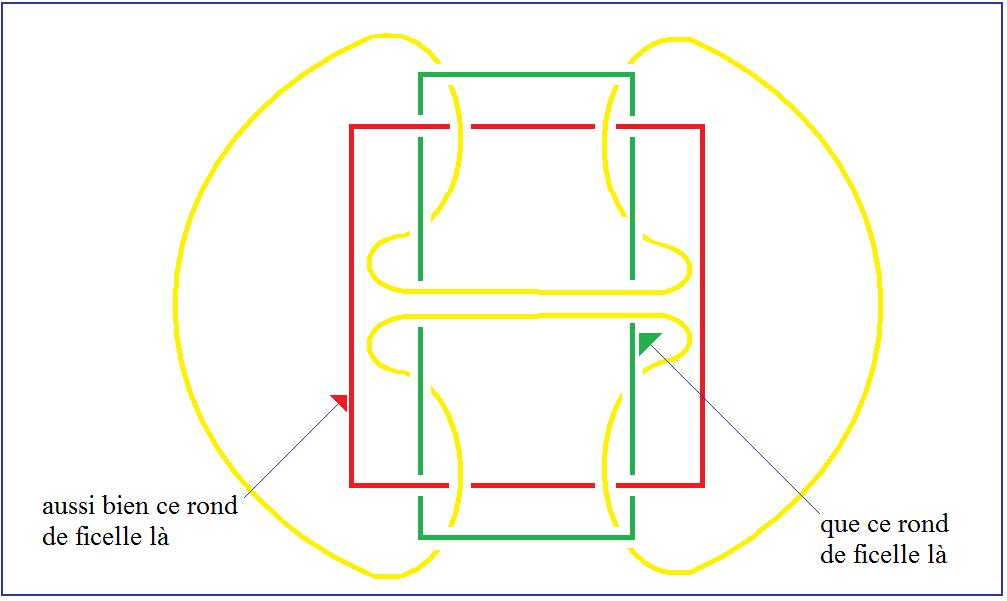 aussi bien ce rond
de ficelle là
que ce rond
de ficelle là